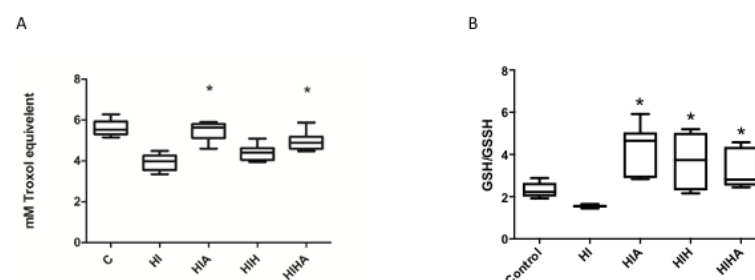 A
B
mM Troxol equivelent
8
6
4
2
0
*
*
C
HI
HIA
HIH
HIHA
GSH/GSSH
8
6
4
2
0
*
*
*
Control
HI
HIA
HIH
HIHA